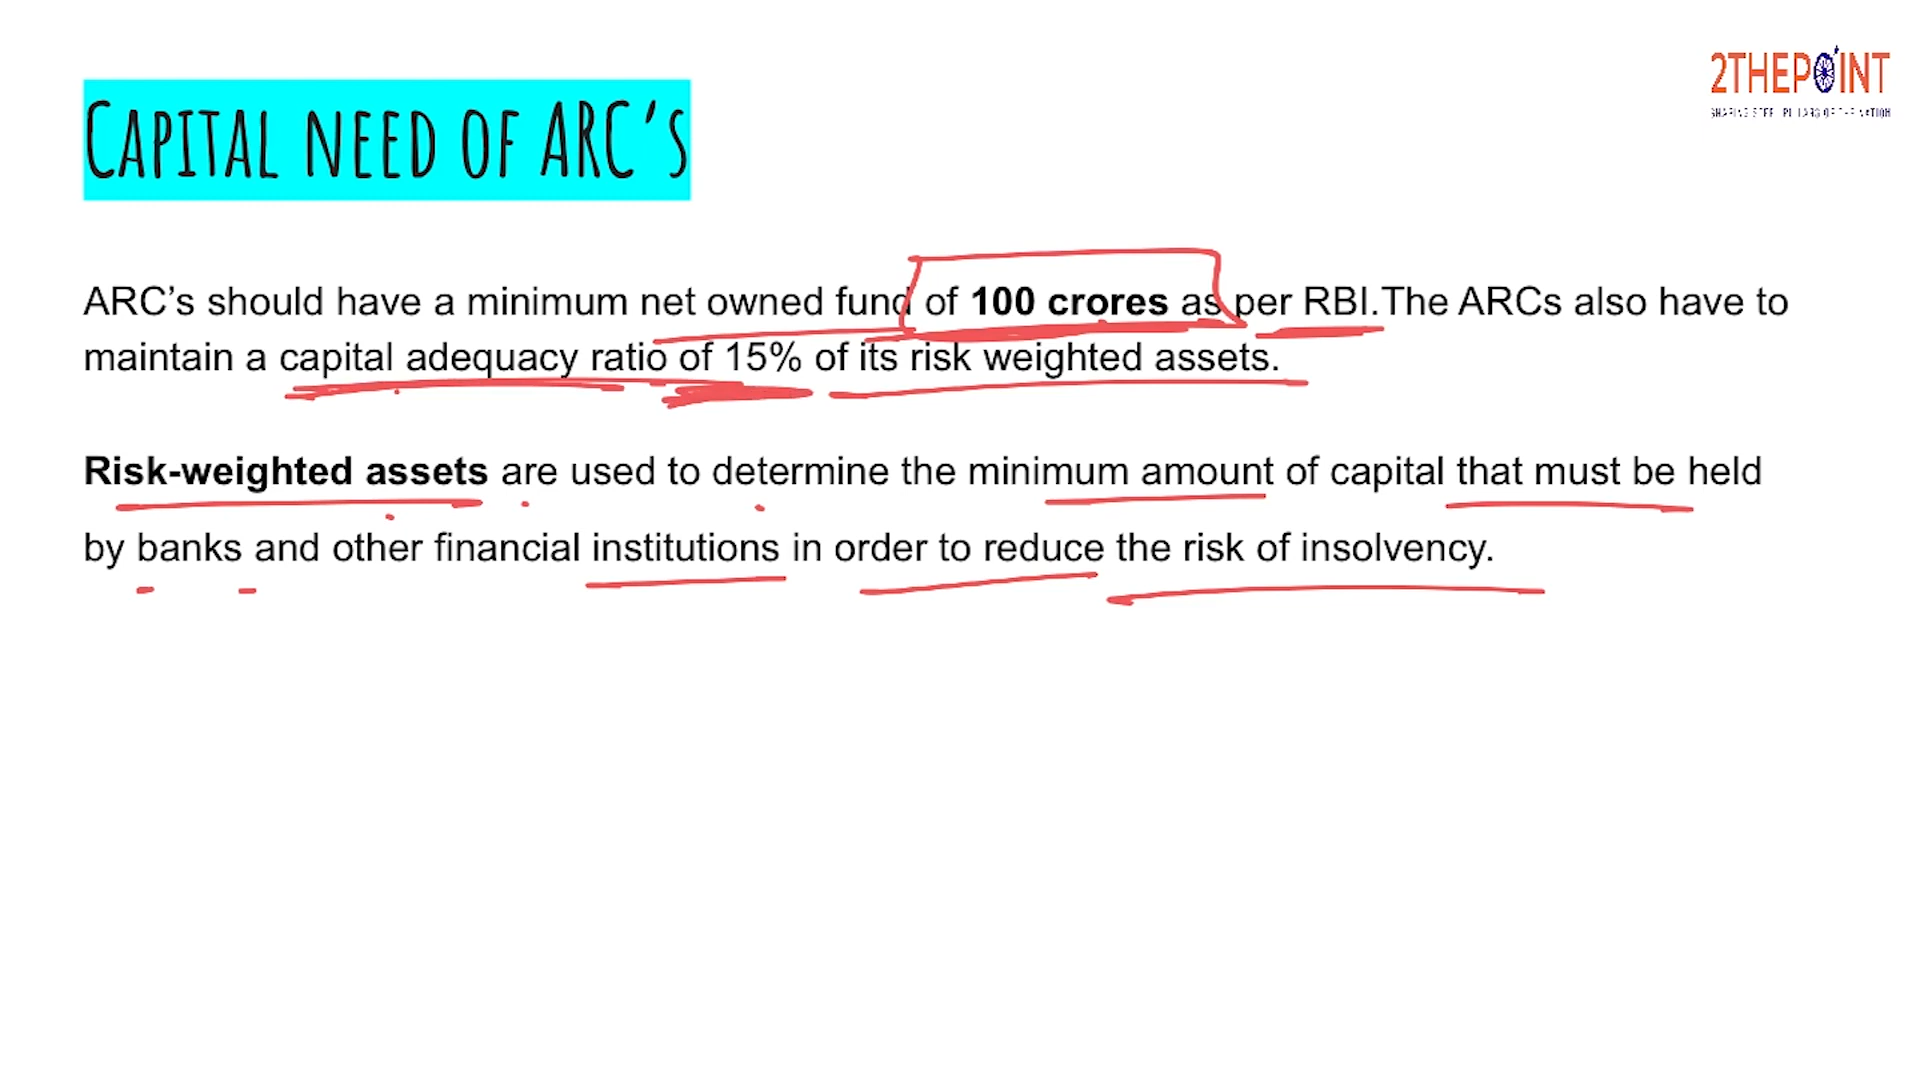 2THEPOINT
CAPITAL NEED OF ARC'S
ARC's should have a minimum net owned fund of 100 crores as per RBI.The ARCs also have to
maintain a capital adequacy ratio of 15% of its risk weighted assets.
Risk-weighted assets are used to determine the minimum amount of capital that must be held
by banks and other financial institutions in order to reduce the risk of insolvency.